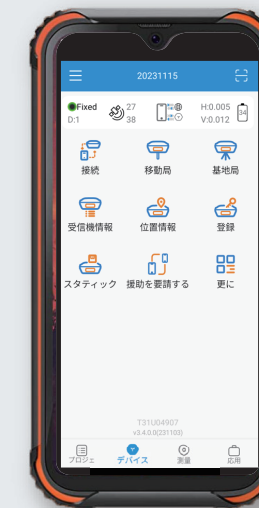 20231115
Fixed 27 H:0.005
D:1 38 V:0.012 34
接続 移動局 基地局
受信機情報 位置情報 登録
スタティック 援助を要請する 更に
T31U04907
v3.4.0.0(231103)
プロジェ デバイス 測量 応用